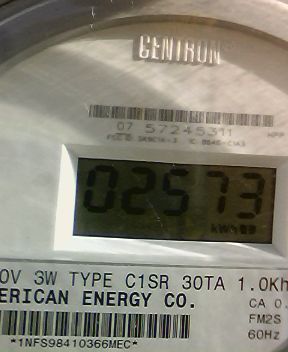 CENTRON
07 57245311
02573
kWh
0V 3W TYPE C1SR 30TA 1.0Kh
ERICAN ENERGY CO.
CA 0.
FM2S
60Hz
*1NFS98410366MEC*